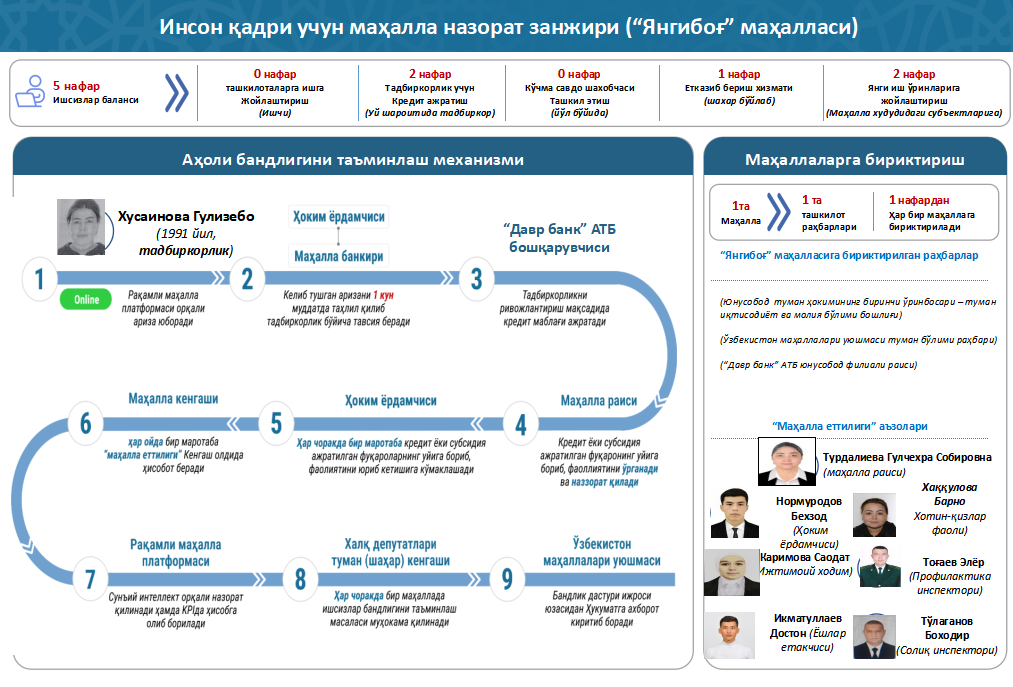 Инсон қадри учун маҳалла назорат занжири (“Янгибоғ” маҳалласи)
5 нафар
Ишсизлар баланси
0 нафар
ташкилоталарга ишга
Жойлаштириш
(Ишчи)
2 нафар
Тадбиркорлик учун
Кредит ажратиш
(Уй шароитида тадбиркор)
0 нафар
Кўчма савдо шахобчаси
Ташкил этиш
(йўл бўйида)
1 нафар
Етказиб бериш хизмати
(шахар бўйлаб)
2 нафар
Янги иш ўринларига
жойлаштириш
(Маҳалла худудидаги субъектларига)
Аҳоли бандлигини таъминлаш механизми
Хусаинова Гулизебо
(1991 йил,
тадбиркорлик)
Ҳоким ёрдамчиси
Маҳалла банкири
“Давр банк” АТБ
бошқарувчиси
1
2
3
Online
Рақамли маҳалла
платформаси орқали
ариза юборади
Келиб тушган аризани 1 кун
муддатда таҳлил қилиб
тадбиркорлик бўйича тавсия беради
Тадбиркорликни
ривожлантириш мақсадида
кредит маблағи ажратади
Маҳалла кенгаши
Ҳоким ёрдамчиси
Маҳалла раиси
6
5
4
ҳар ойда бир маротаба
"маҳалла еттилиги" Кенгаш олдида
ҳисобот беради
Ҳар чоракда бир маротаба кредит ёки субсидия
ажратилган фуқароларнинг уйига бориб,
фаолиятини юриб кетишига кўмаклашади
Кредит ёки субсидия
ажратилган фуқаронинг уйига
бориб, фаоллиятини ўрганади
ва наззорат қилади
Рақамли маҳалла
платформаси
Халқ депутатлари
туман (шаҳар) кенгаши
Ўзбекистон
маҳаллалари уюшмаси
7
8
9
Сунъий интеллект орқали назорат
қилинади ҳамда KPIда ҳисобга
олиб борилади
Ҳар чоракда бир маҳаллада
ишсизлар бандлигини таъминлаш
масаласи муҳокама қилинади
Бандлик дастури ижроси
юзасидан Ҳукуматга ахборот
киритиб боради
Маҳаллаларга бириктириш
1та
Маҳалла
1 та
ташкилот
раҳбарлари
1 нафардан
Ҳар бир маҳаллага
бириктирилади
“Янгибоғ” маҳалласига бириктирилган раҳбарлар
(Юнусобод туман ҳокимининг биринчи ўринбосари – туман
иқтисодиёт ва молия бўлими бошлиғи)
(Ўзбекистон маҳаллалари уюшмаси туман бўлими раҳбари)
(“Давр банк” АТБ юнусобод филиали раиси)
“Маҳалла еттилиги” аъзолари
Турдалиева Гулчехра Собировна
(маҳалла раиси)
Нормуродов
Бехзод
(Ҳоким
ёрдамчиси)
Хаққулова
Барно
Хотин-қизлар
фаоли)
Каримова Саодат
Ижтимоий ходим)
Тоғаев Элёр
(Профилактика
инспектори)
Икматуллаев
Достон (Ёшлар
етакчиси)
Тўлаганов
Боходир
(Солиқ инспектори)